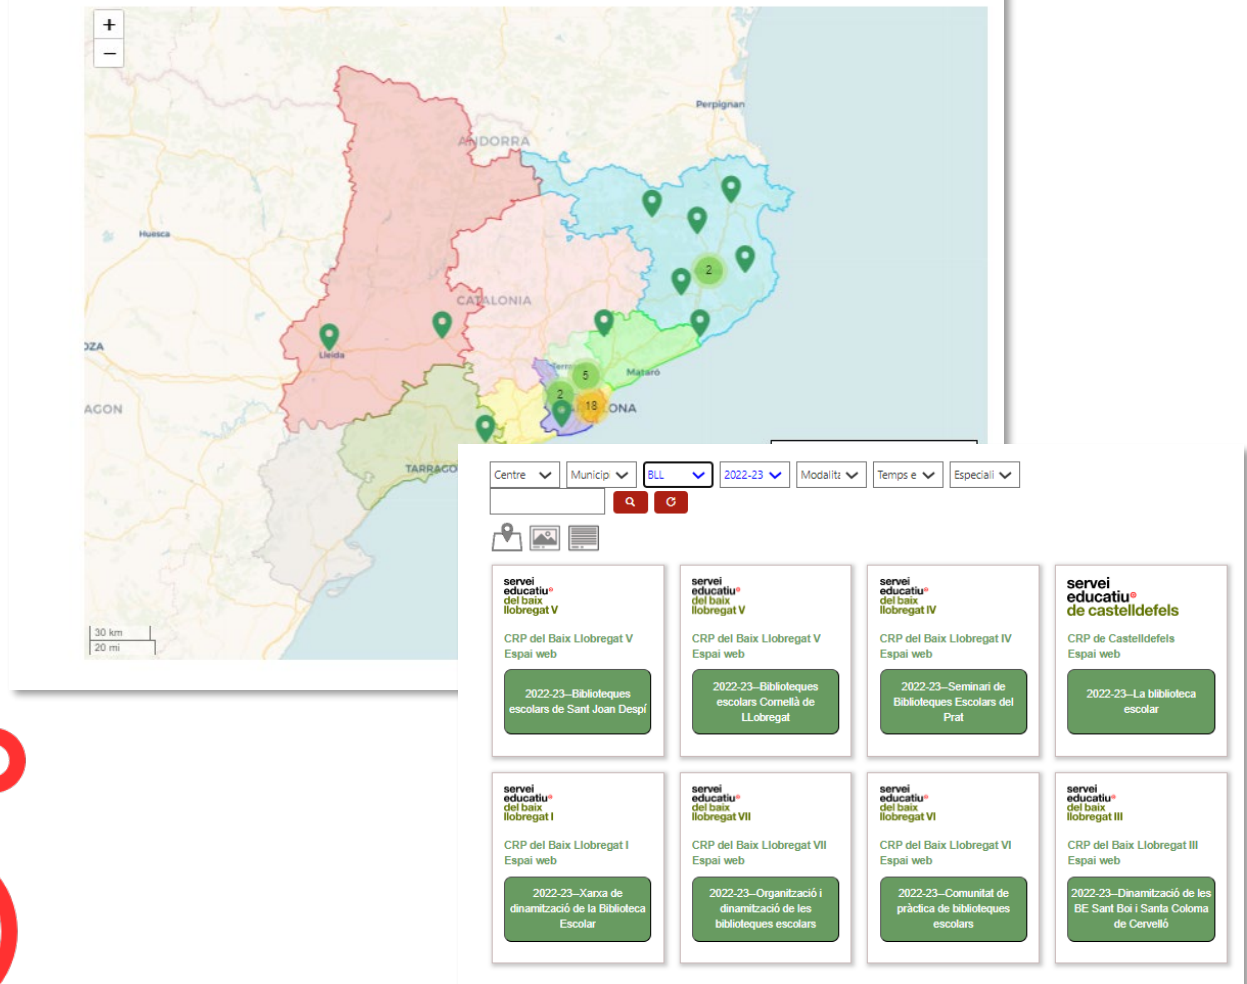 +
−
Perpignan
ANDORRA
Huesca
2
CATALONIA
Lleida
OZA
Terr
Mataró
5
2
18
AGON
ONA
TARRAGO
30 km
20 mi
Centre
Municip
BLL
2022-23
Modalita
Temps e
Especiali
servei
educatiu
del baix
llobregat V
CRP del Baix Llobregat V
Espai web
2022-23--Biblioteques
escolars de Sant Joan Despí
servei
educatiu
del baix
llobregat V
CRP del Baix Llobregat V
Espai web
2022-23--Biblioteques
escolars Cornellà de
LLobregat
servei
educatiu
del baix
llobregat IV
CRP del Baix Llobregat IV
Espai web
2022-23--Seminari de
Biblioteques Escolars del
Prat
servei
educatiu
de castelldefels
CRP de Castelldefels
Espai web
2022-23--La bliblioteca
escolar
servei
educatiu
del baix
llobregat I
CRP del Baix Llobregat I
Espai web
2022-23--Xarxa de
dinamització de la Biblioteca
Escolar
servei
educatiu
del baix
llobregat VII
CRP del Baix Llobregat VII
Espai web
2022-23--Organització i
dinamització de les
biblioteques escolars
servei
educatiu
del baix
llobregat VI
CRP del Baix Llobregat VI
Espai web
2022-23--Comunitat de
pràctica de biblioteques
escolars
servei
educatiu
del baix
llobregat III
CRP del Baix Llobregat III
Espai web
2022-23--Dinamització de les
BE Sant Boi i Santa Coloma
de Cervelló